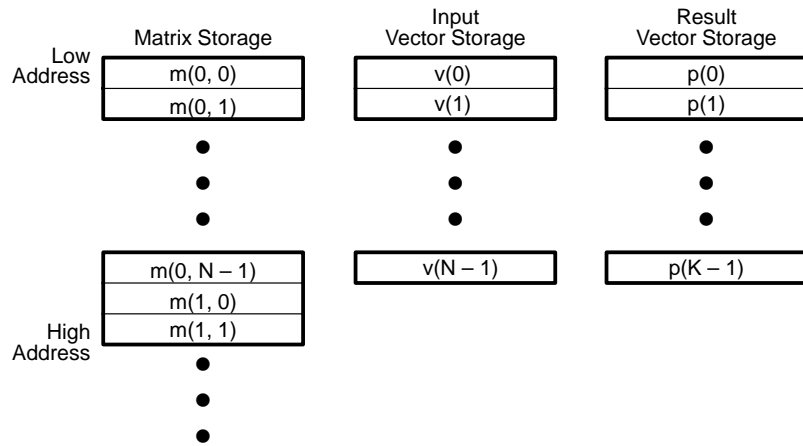 Input
Result
Matrix Storage
Vector Storage
Vector Storage
Low
Address
m(0, 0)
v(0)
p(0)
m(0, 1)
v(1)
p(1)
m(0, N – 1)
v(N – 1)
p(K – 1)
m(1, 0)
m(1, 1)
High
Address